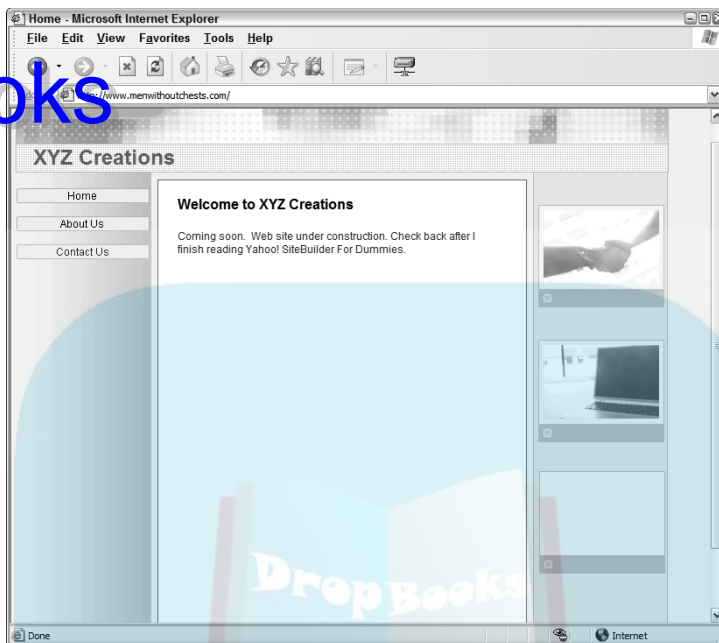 Home - Microsoft Internet Explorer
File Edit View Favorites Tools Help
oks
www.menwithoutchests.com/
XYZ Creations
Home
About Us
Contact Us
Welcome to XYZ Creations
Coming soon. Web site under construction. Check back after I
finish reading Yahoo! SiteBuilder For Dummies.
DropBooks
Done
Internet